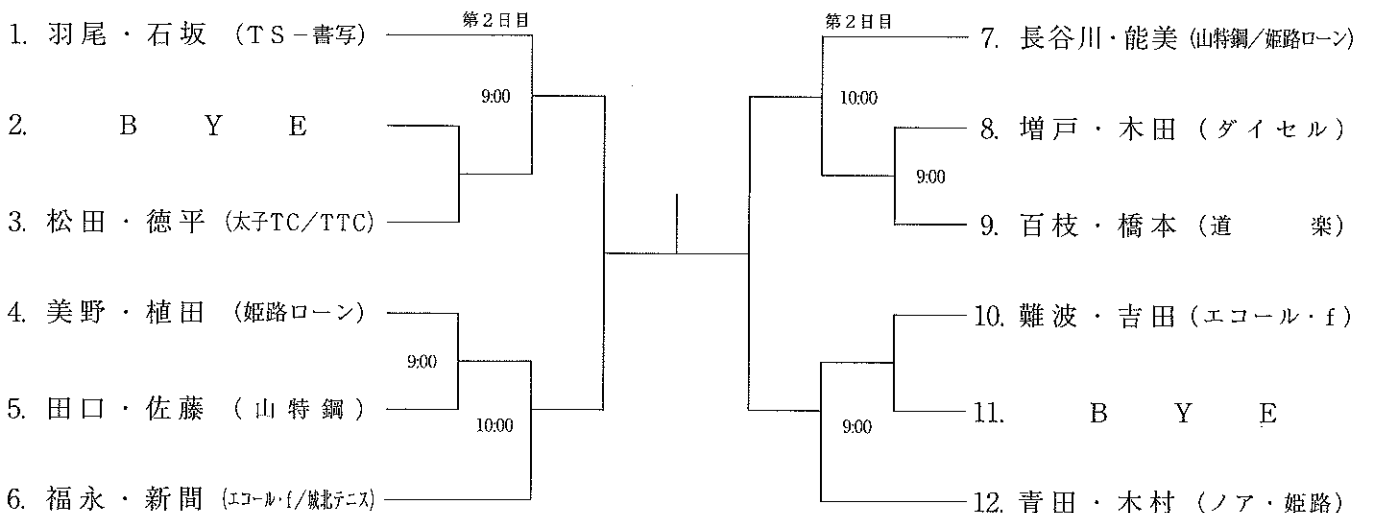 第2日目
1. 羽尾・石坂 (TS-書写)
9:00
2. BYE
3. 松田・徳平 (太子TC/TTC)
4. 美野・植田 (姫路ローン)
9:00
5. 田口・佐藤 (山特鋼)
10:00
6. 福永・新間 (エコール・f/城北テニス)
第2日目
7. 長谷川・能美 (山特鋼/姫路ローン)
10:00
8. 増戸・木田 (ダイセル)
9:00
9. 百枝・橋本 (道楽)
10. 難波・吉田 (エコール・f)
11. BYE
9:00
12. 青田・木村 (ノア・姫路)